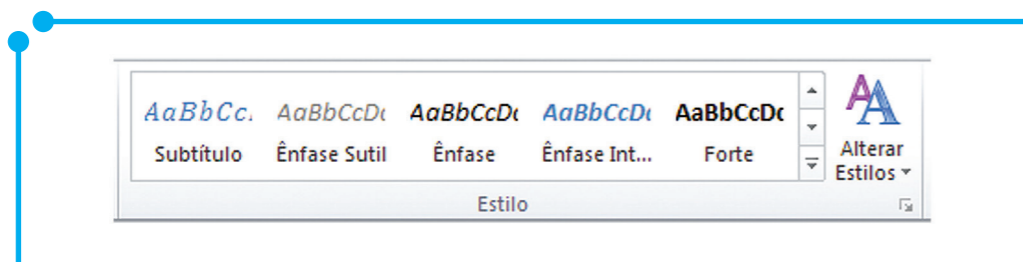 AaBbCc. AaBbCcDc AaBbCcDc AaBbCcDc AaBbCcDc
Subtítulo Ênfase Sutil Ênfase Ênfase Int... Forte
Alterar
Estilos
Estilo